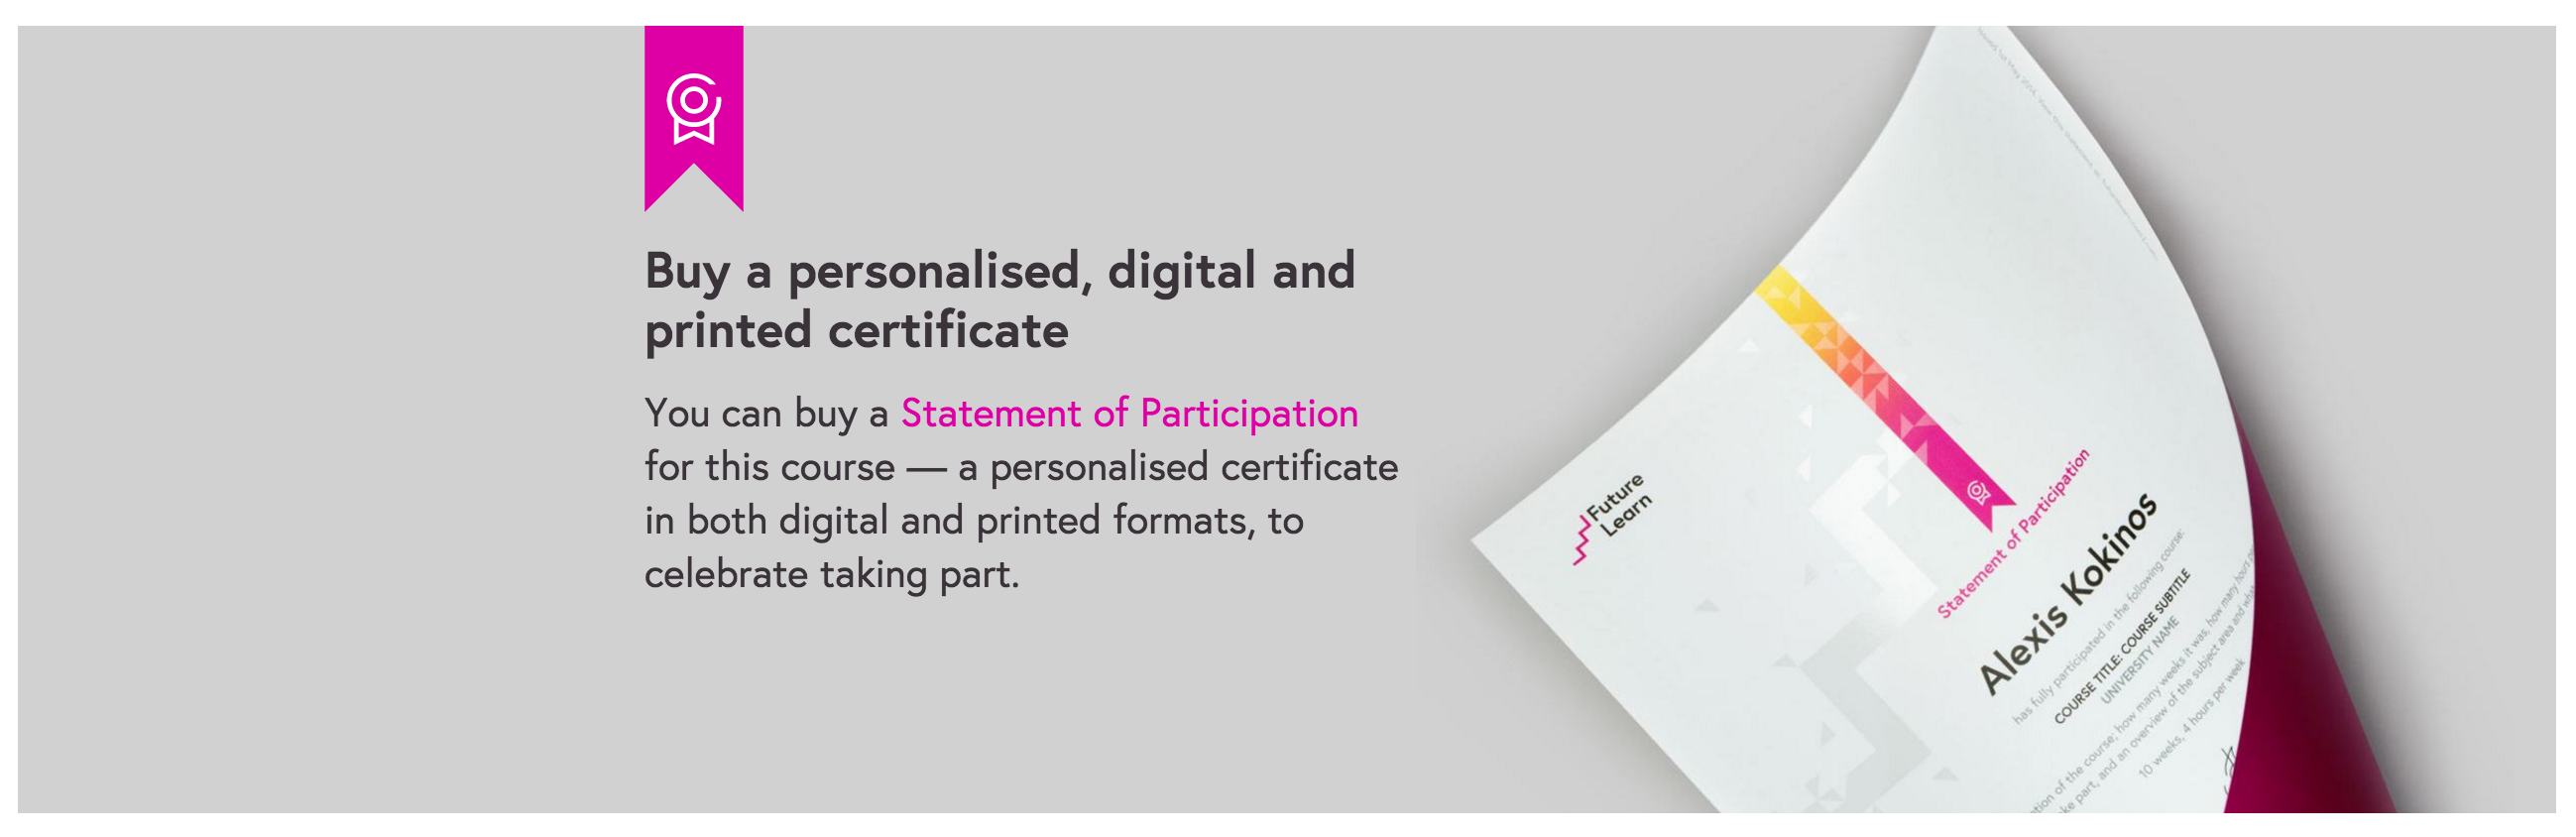 Buy a personalised, digital and
printed certificate
You can buy a Statement of Participation
for this course — a personalised certificate
in both digital and printed formats, to
celebrate taking part.
Future
Learn
Statement of Participation
Alexis Kokinos
has fully participated in the following course:
COURSE TITLE: COURSE SUBTITLE
UNIVERSITY NAME
tion of the course; how many weeks it was, how many hours
ke part, and an overview of the subject area and what
10 weeks, 4 hours per week